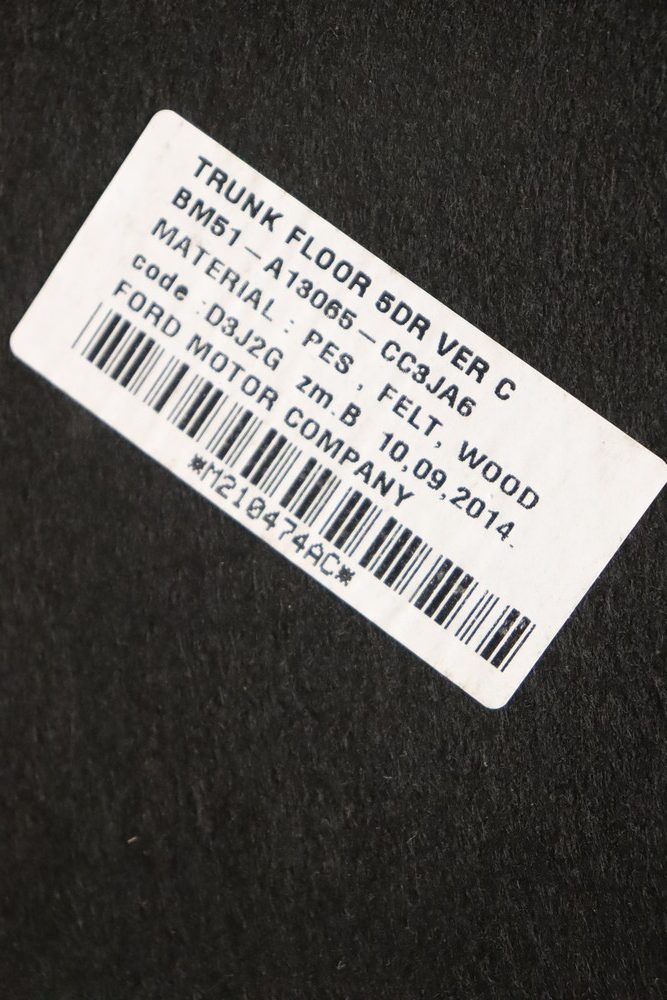 TRUNK FLOOR 5DR VER C
BM51-A13065-CC3JA6
MATERIAL : PES , FELT, WOOD
code :D3J2G zm.B 10,09,2014.
FORD MOTOR COMPANY
*M210474AC*